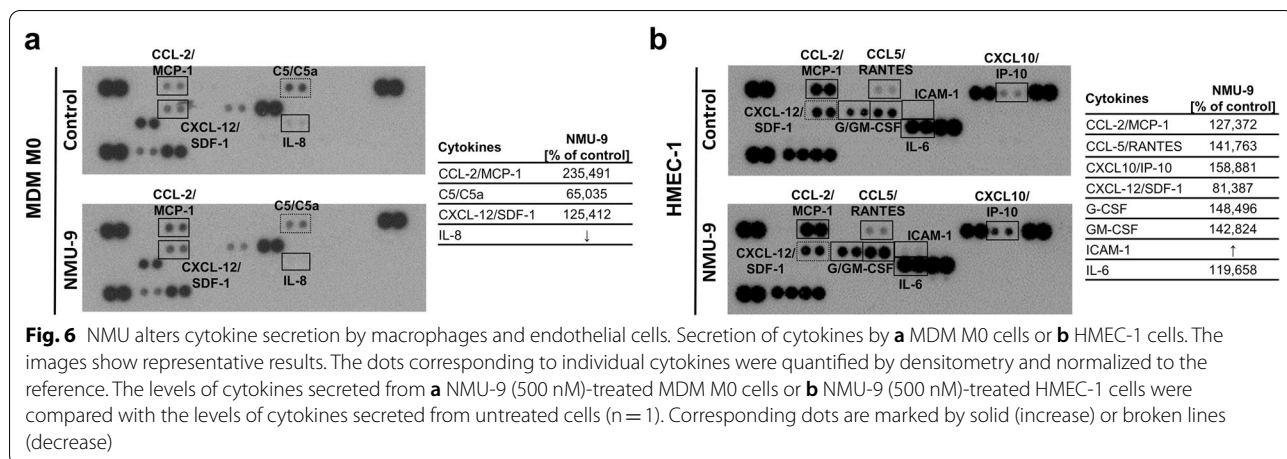 a
MDM M0
Control
CCL-2/
MCP-1
C5/C5a
CXCL-12/
SDF-1
IL-8
NMU-9
CCL-2/
MCP-1
C5/C5a
CXCL-12/
SDF-1
IL-8
Cytokines NMU-9
[% of control]
CCL-2/MCP-1 235,491
C5/C5a 65,035
CXCL-12/SDF-1 125,412
IL-8 ↓
b
HMEC-1
Control
CCL-2/
MCP-1
CCL5/
RANTES
CXCL10/
IP-10
ICAM-1
CXCL-12/
SDF-1
G/GM-CSF
IL-6
NMU-9
CCL-2/
MCP-1
CCL5/
RANTES
CXCL10/
IP-10
ICAM-1
CXCL-12/
SDF-1
G/GM-CSF
IL-6
Cytokines NMU-9
[% of control]
CCL-2/MCP-1 127,372
CCL-5/RANTES 141,763
CXCL10/IP-10 158,881
CXCL-12/SDF-1 81,387
G-CSF 148,496
GM-CSF 142,824
ICAM-1 ↑
IL-6 119,658
Fig. 6 NMU alters cytokine secretion by macrophages and endothelial cells. Secretion of cytokines by a MDM M0 cells or b HMEC-1 cells. The
images show representative results. The dots corresponding to individual cytokines were quantified by densitometry and normalized to the
reference. The levels of cytokines secreted from a NMU-9 (500 nM)-treated MDM M0 cells or b NMU-9 (500 nM)-treated HMEC-1 cells were
compared with the levels of cytokines secreted from untreated cells (n = 1). Corresponding dots are marked by solid (increase) or broken lines
(decrease)